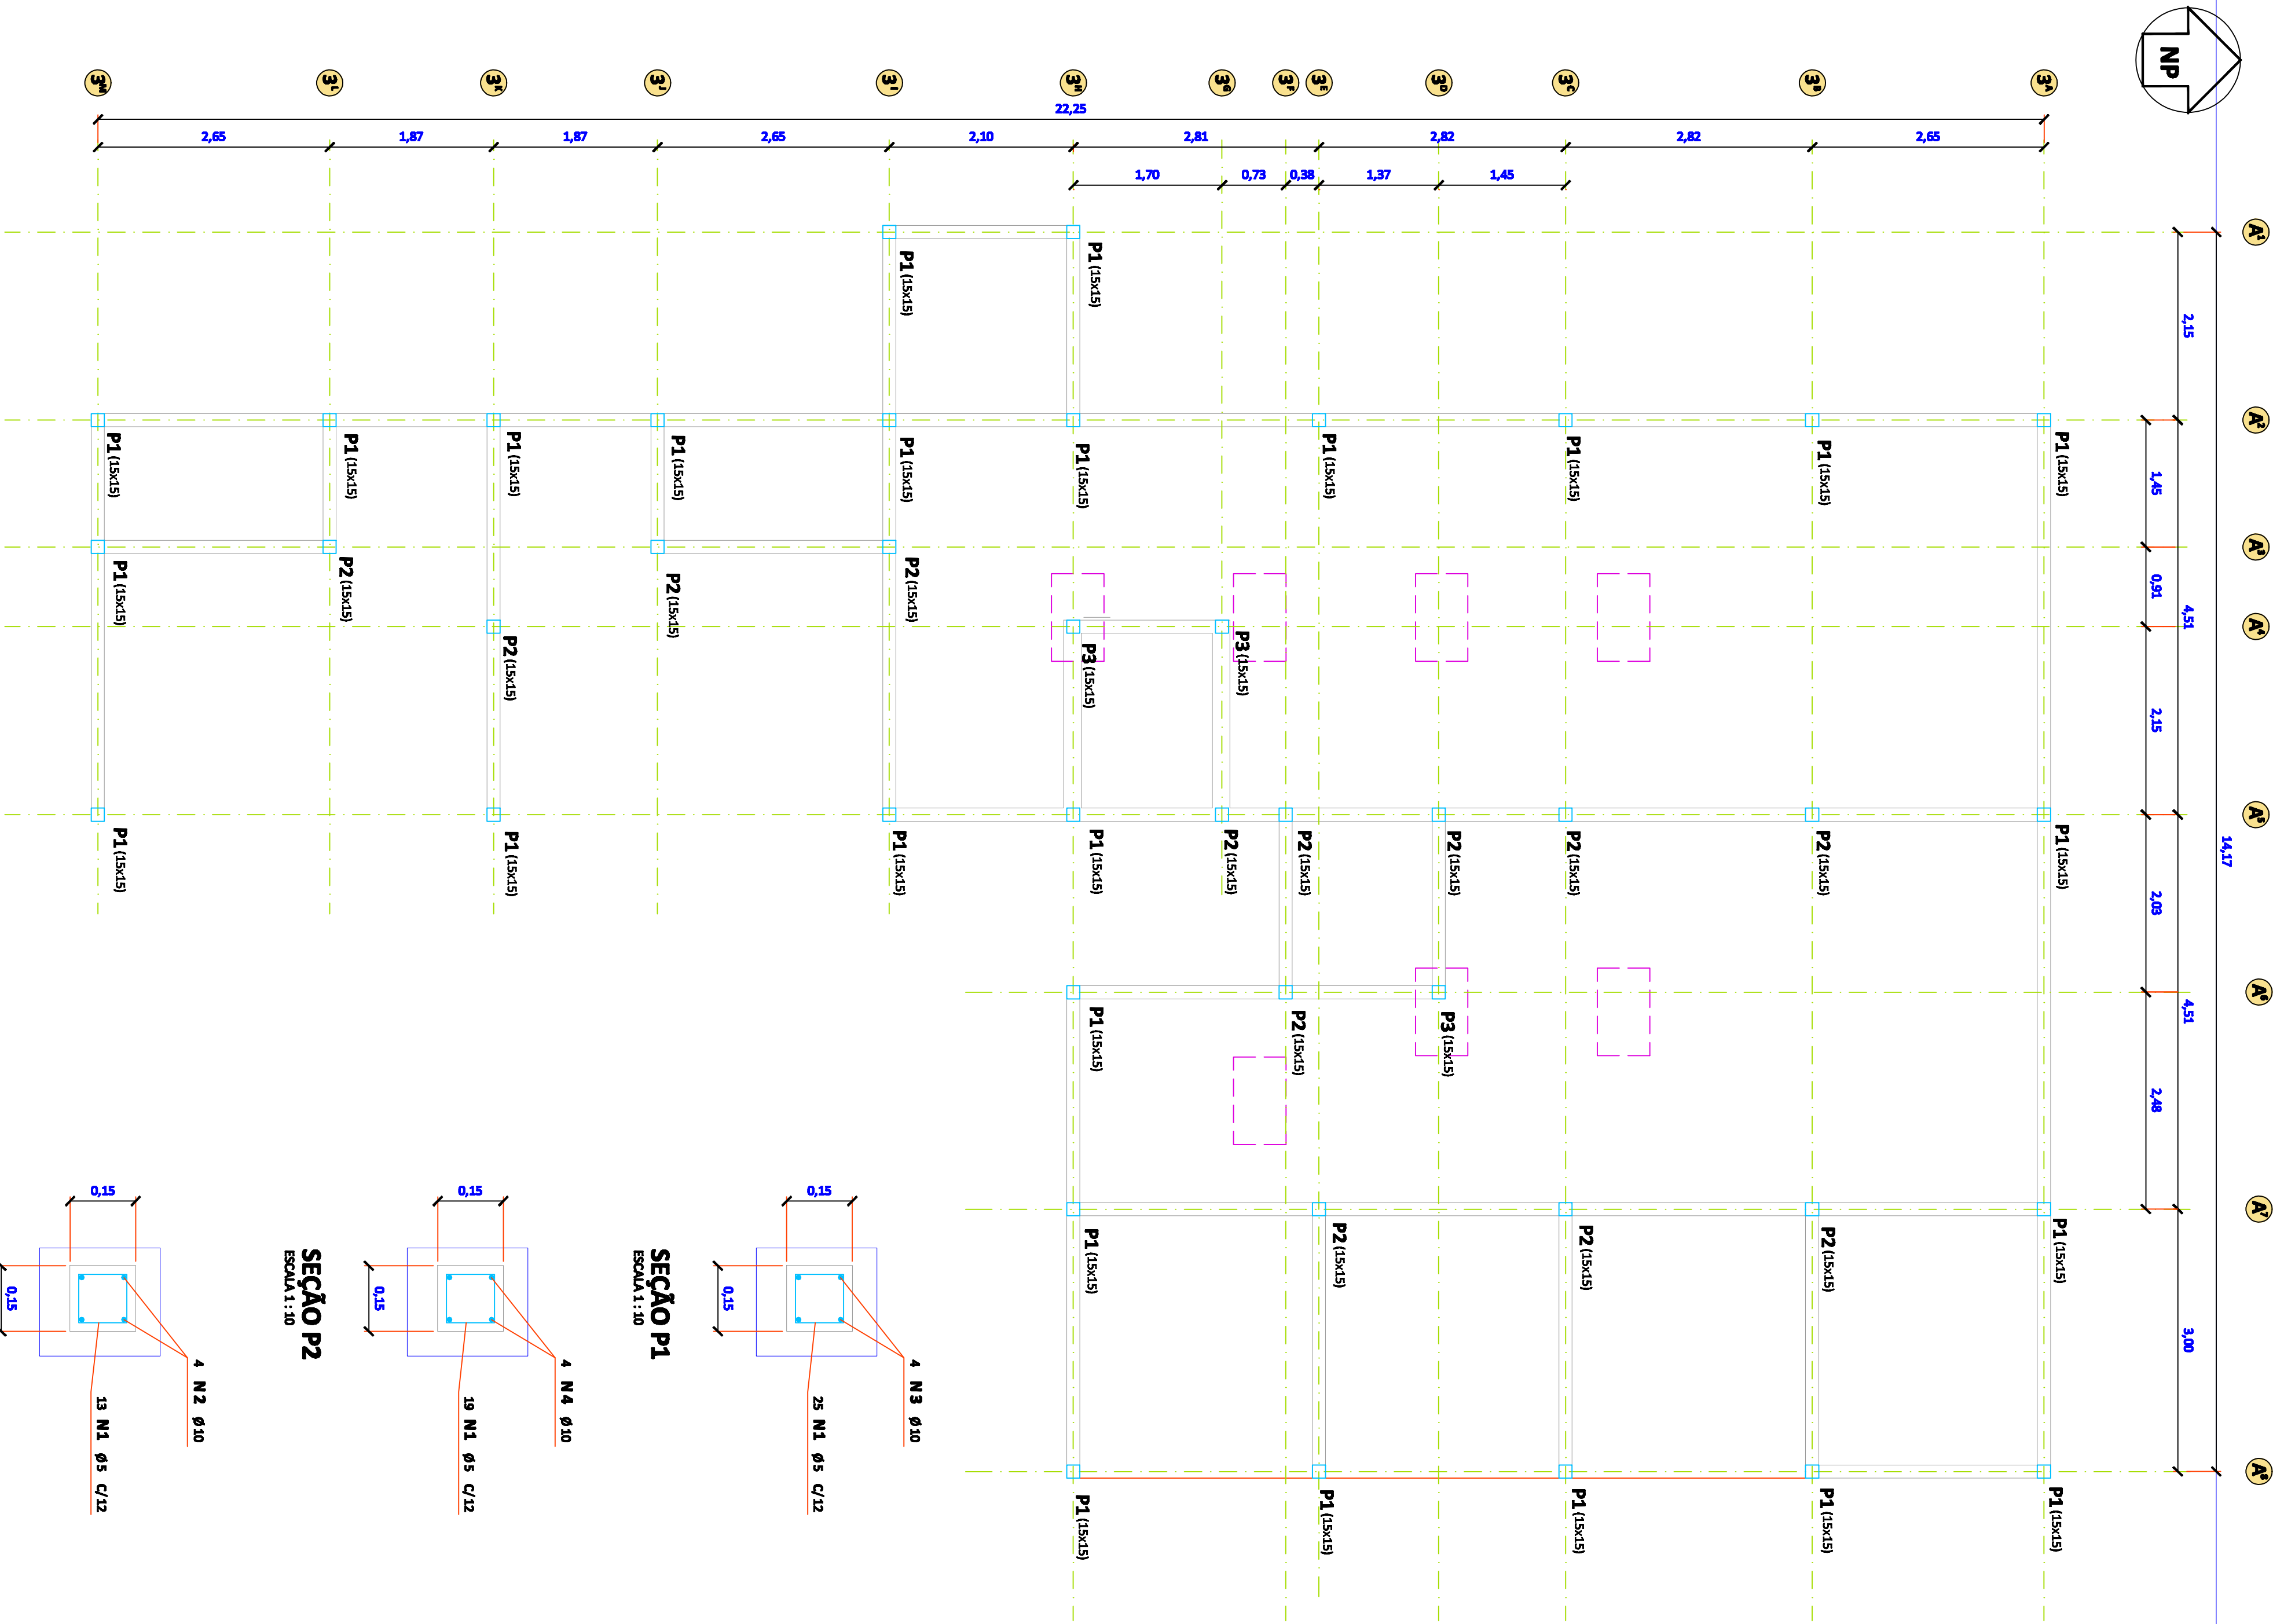 NP
3M
3L
3K
3J
3I
3H
3G
3F
3E
3D
3C
3B
3A
22,25
2,65
1,87
1,87
2,65
2,10
2,81
2,82
2,82
2,65
1,70
0,73
0,38
1,37
1,45
A1
A2
A3
A4
A5
A6
A7
A8
14,17
2,15
4,51
4,51
3,00
1,45
0,91
2,15
2,03
2,48
P1 (15x15)
P1 (15x15)
P1 (15x15)
P1 (15x15)
P1 (15x15)
P1 (15x15)
P1 (15x15)
P1 (15x15)
P1 (15x15)
P1 (15x15)
P1 (15x15)
P1 (15x15)
P1 (15x15)
P2 (15x15)
P2 (15x15)
P2 (15x15)
P2 (15x15)
P3 (15x15)
P3 (15x15)
P1 (15x15)
P1 (15x15)
P1 (15x15)
P1 (15x15)
P2 (15x15)
P2 (15x15)
P2 (15x15)
P2 (15x15)
P2 (15x15)
P1 (15x15)
P1 (15x15)
P2 (15x15)
P3 (15x15)
P1 (15x15)
P2 (15x15)
P2 (15x15)
P2 (15x15)
P1 (15x15)
P1 (15x15)
P1 (15x15)
P1 (15x15)
P1 (15x15)
P1 (15x15)
0,15
0,15
4 N3 Ø10
25 N1 Ø5 C/12
SEÇÃO P1
ESCALA 1 : 10
0,15
0,15
4 N4 Ø10
19 N1 Ø5 C/12
SEÇÃO P2
ESCALA 1 : 10
0,15
0,15
4 N2 Ø10
13 N1 Ø5 C/12